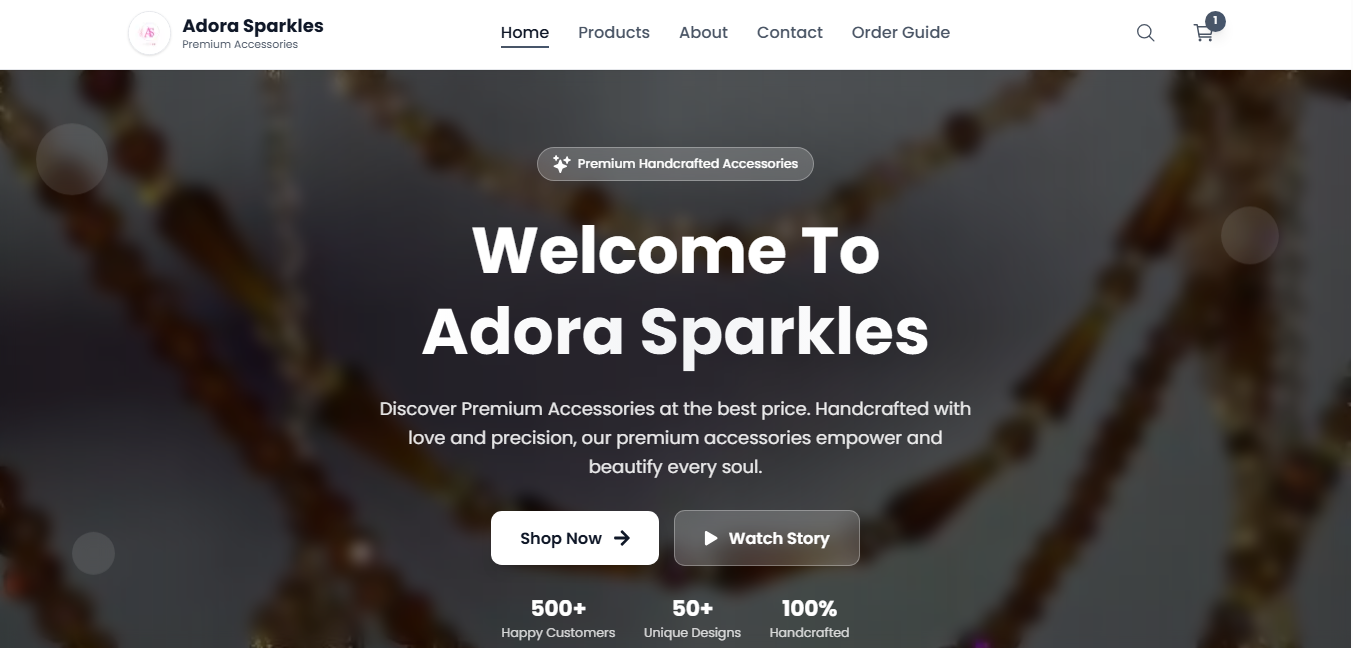 AS
Adora Sparkles
Premium Accessories
Home
Products
About
Contact
Order Guide
1
Premium Handcrafted Accessories
Welcome To
Adora Sparkles
Discover Premium Accessories at the best price. Handcrafted with
love and precision, our premium accessories empower and
beautify every soul.
Shop Now
Watch Story
500+
Happy Customers
50+
Unique Designs
100%
Handcrafted